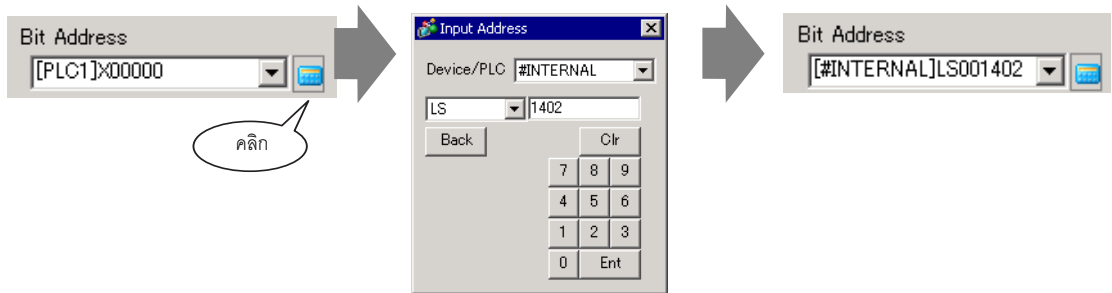 Bit Address
[PLC1]X00000
คลิก
Input Address
Device/PLC #INTERNAL
LS 1402
Back Clr
7 8 9
4 5 6
1 2 3
0 Ent
Bit Address
[#INTERNAL]LS001402